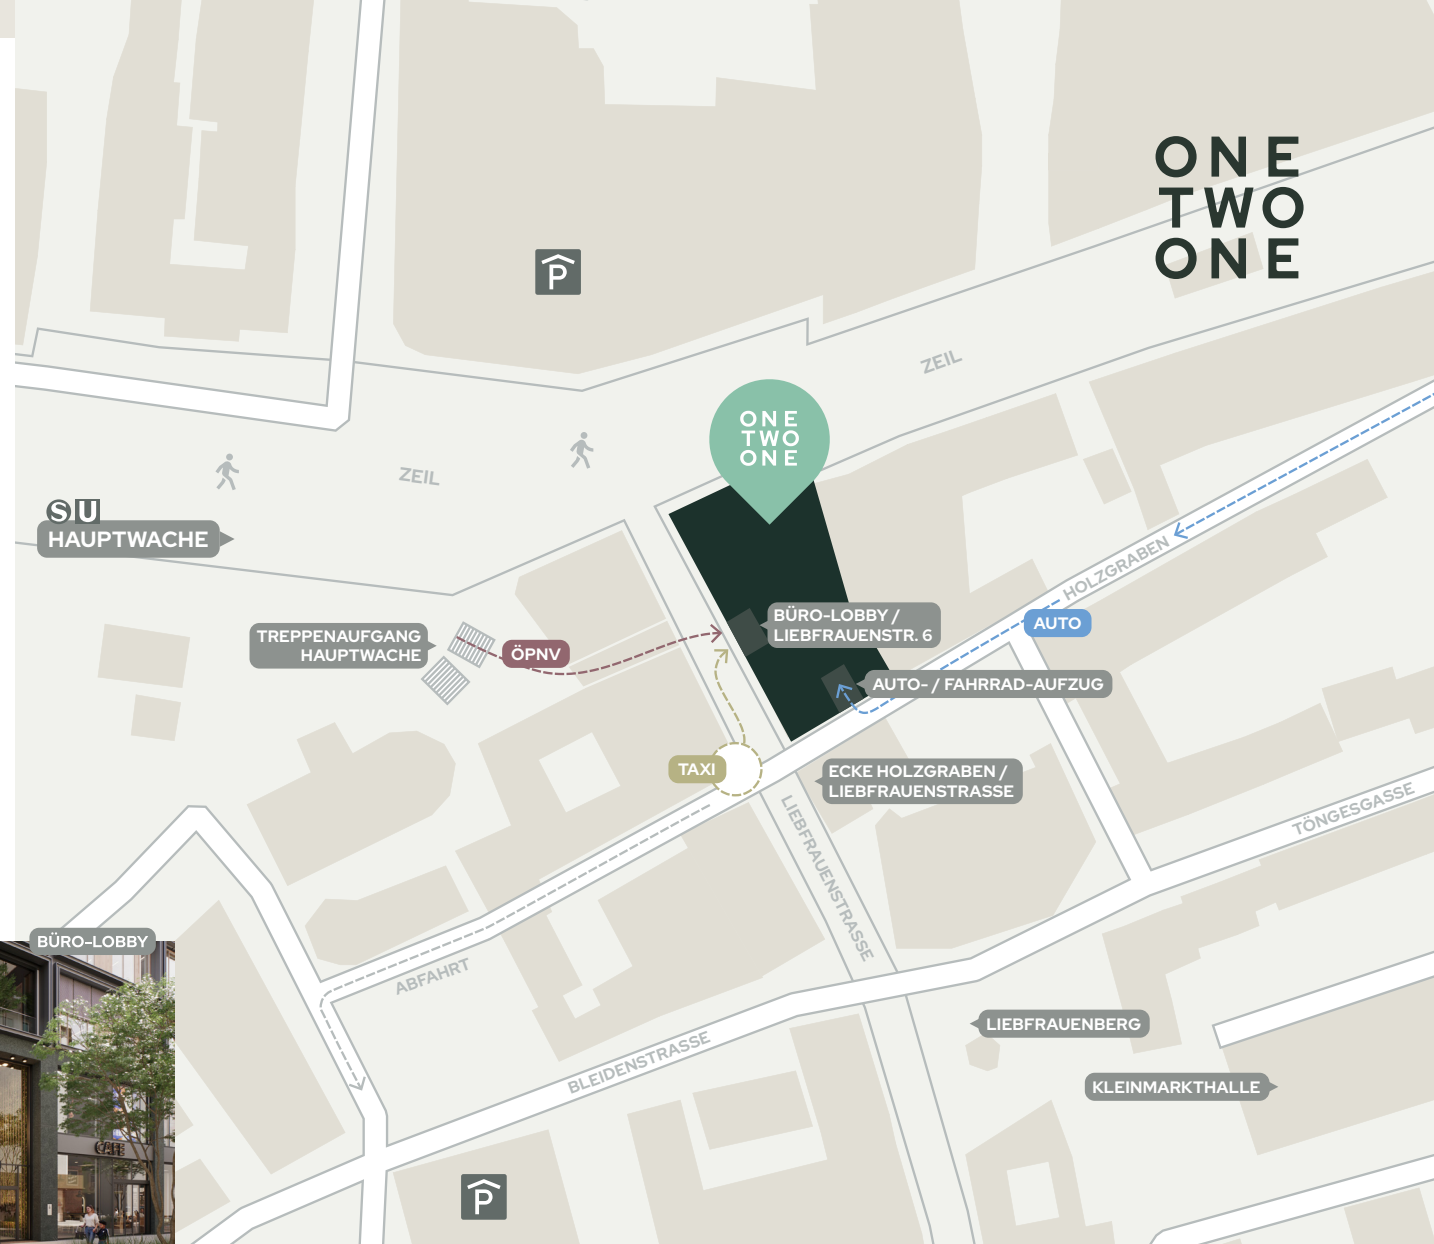 ONE
TWO
ONE
P
ZEIL
ONE
TWO
ONE
ZEIL
S U
HAUPTWACHE
HOLZGRABEN
TREPPENAUFGANG
HAUPTWACHE
ÖPNV
BÜRO-LOBBY /
LIEBFRAUENSTR. 6
AUTO
AUTO- / FAHRRAD-AUFZUG
TAXI
ECKE HOLZGRABEN /
LIEBFRAUENSTRASSE
LIEBFRAUENSTRASSE
TÖNGESGASSE
BÜRO-LOBBY
ABFAHRT
LIEBFRAUENBERG
BLEIDENSTRASSE
KLEINMARKTHALLE
CAFE
P